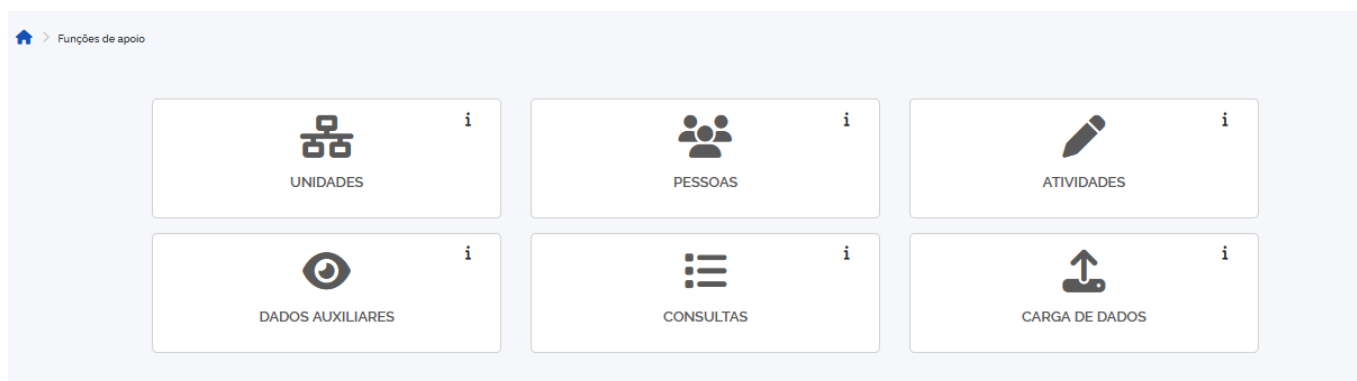 Funções de apoio
i
UNIDADES
i
PESSOAS
i
ATIVIDADES
i
DADOS AUXILIARES
i
CONSULTAS
i
CARGA DE DADOS